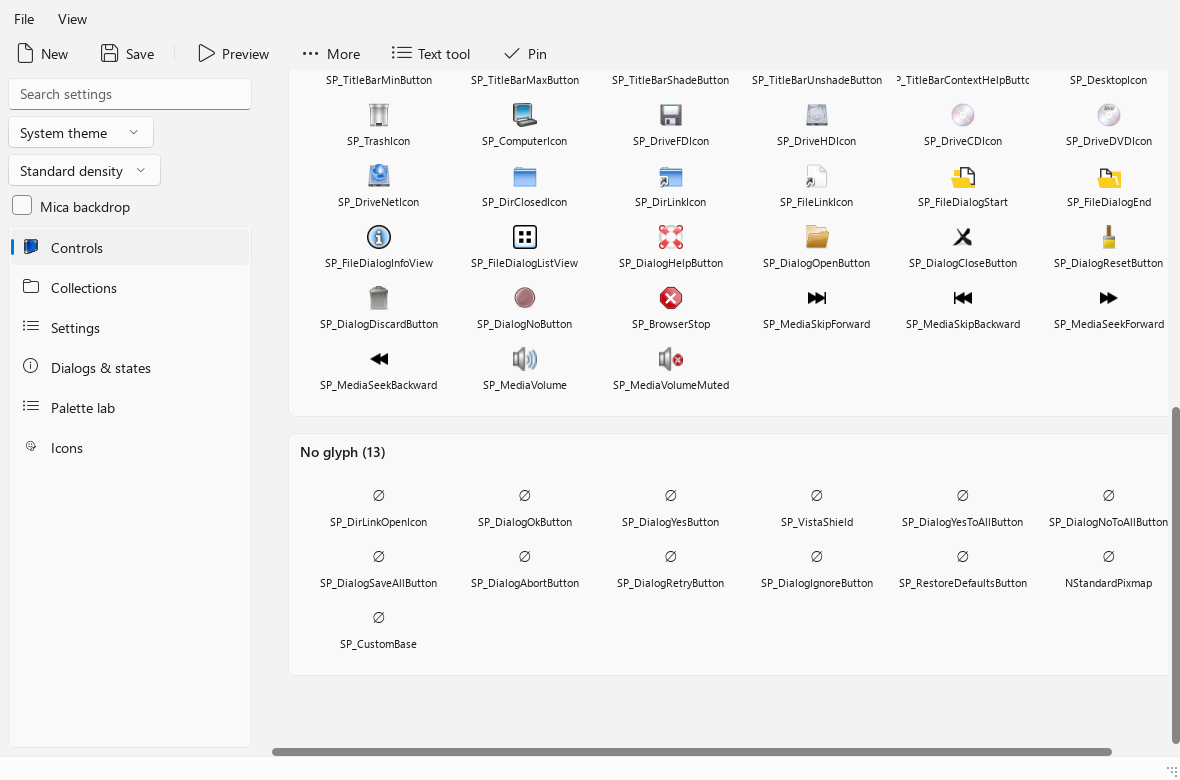 File View
New Save Preview More Text tool Pin
Search settings
System theme
Standard density
Mica backdrop
Controls
Collections
Settings
Dialogs & states
Palette lab
Icons
SP_TitleBarMinButton SP_TitleBarMaxButton SP_TitleBarShadeButton SP_TitleBarUnshadeButton P_TitleBarContextHelpButto SP_DesktopIcon
SP_TrashIcon SP_ComputerIcon SP_DriveFDIcon SP_DriveHDIcon SP_DriveCDIcon SP_DriveDVDIcon
SP_DriveNetIcon SP_DirClosedIcon SP_DirLinkIcon SP_FileLinkIcon SP_FileDialogStart SP_FileDialogEnd
SP_FileDialogInfoView SP_FileDialogListView SP_DialogHelpButton SP_DialogOpenButton SP_DialogCloseButton SP_DialogResetButton
SP_DialogDiscardButton SP_DialogNoButton SP_BrowserStop SP_MediaSkipForward SP_MediaSkipBackward SP_MediaSeekForward
SP_MediaSeekBackward SP_MediaVolume SP_MediaVolumeMuted
No glyph (13)
∅ ∅ ∅ ∅ ∅ ∅
SP_DirLinkOpenIcon SP_DialogOkButton SP_DialogYesButton SP_VistaShield SP_DialogYesToAllButton SP_DialogNoToAllButton
∅ ∅ ∅ ∅ ∅ ∅
SP_DialogSaveAllButton SP_DialogAbortButton SP_DialogRetryButton SP_DialogIgnoreButton SP_RestoreDefaultsButton NStandardPixmap
∅
SP_CustomBase